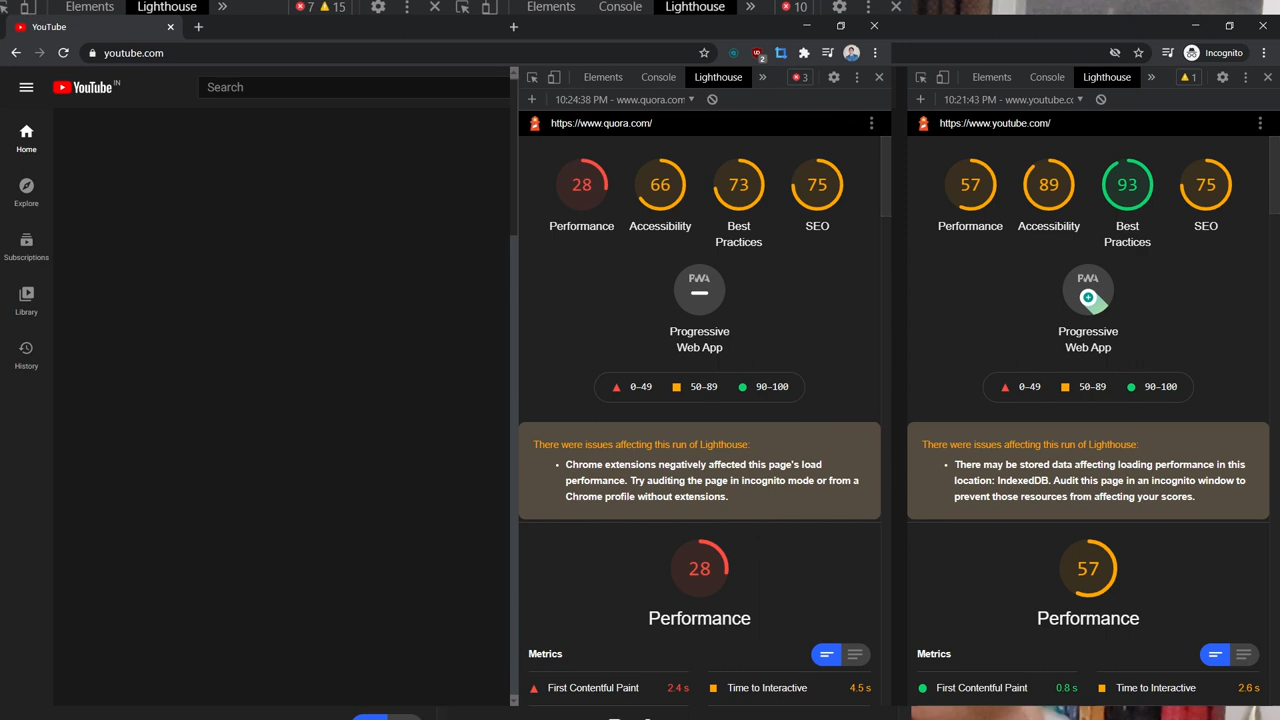 Elements
Lighthouse
7
15
Elements
Console
Lighthouse
10
YouTube
youtube.com
2
Incognito
YouTube IN
Search
Home
Explore
Subscriptions
Library
History
Elements
Console
Lighthouse
3
10:24:38 PM - www.quora.com
https://www.quora.com/
28
66
73
75
Performance
Accessibility
Best
Practices
SEO
PWA
Progressive
Web App
0–49
50–89
90–100
There were issues affecting this run of Lighthouse:
• Chrome extensions negatively affected this page's load
performance. Try auditing the page in incognito mode or from a
Chrome profile without extensions.
28
Performance
Metrics
First Contentful Paint 2.4 s
Time to Interactive 4.5 s
Elements
Console
Lighthouse
1
10:21:43 PM - www.youtube.cc
https://www.youtube.com/
57
89
93
75
Performance
Accessibility
Best
Practices
SEO
PWA
Progressive
Web App
0–49
50–89
90–100
There were issues affecting this run of Lighthouse:
• There may be stored data affecting loading performance in this
location: IndexedDB. Audit this page in an incognito window to
prevent those resources from affecting your scores.
57
Performance
Metrics
First Contentful Paint 0.8 s
Time to Interactive 2.6 s